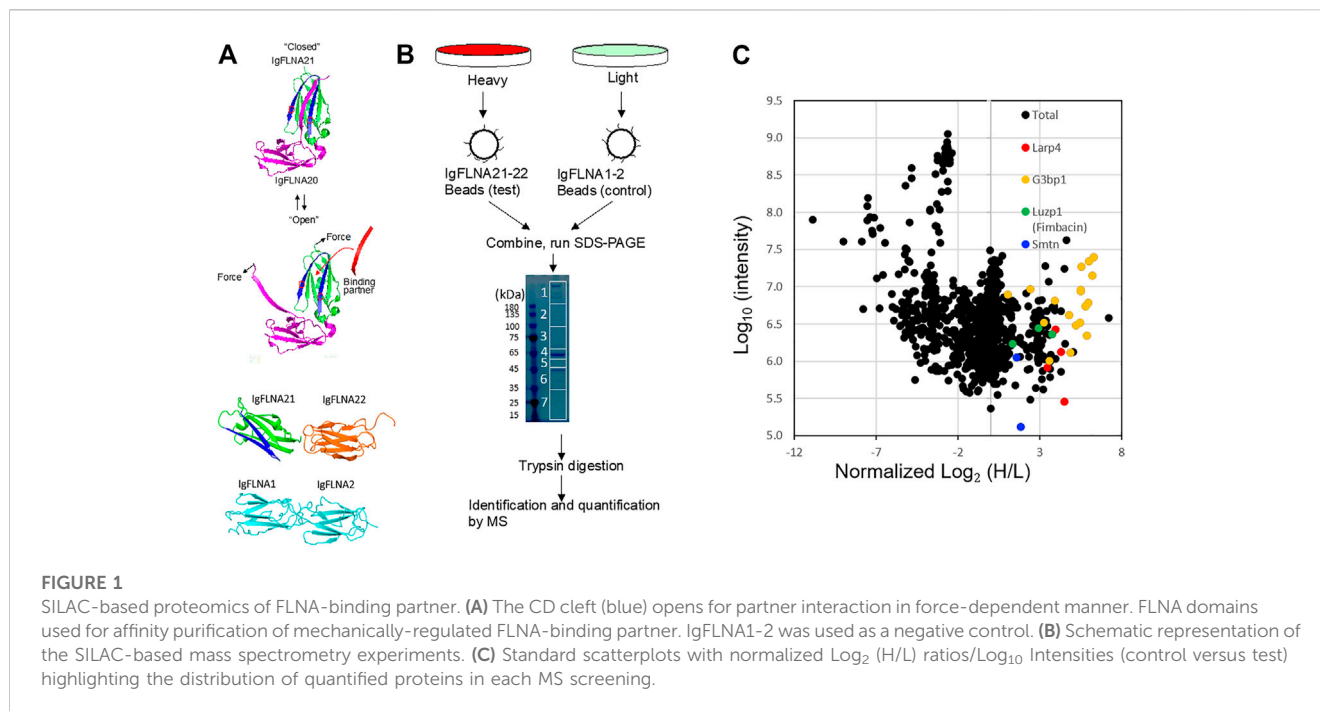 A
"Closed"
IgFLNA21
IgFLNA20
"Open"
Force
Force
Binding
partner
IgFLNA21
IgFLNA22
IgFLNA1
IgFLNA2
B
Heavy
Light
IgFLNA21-22
Beads (test)
IgFLNA1-2
Beads (control)
Combine, run SDS-PAGE
(kDa)
180
135
100
75
65
45
35
25
15
1
2
3
4
5
6
7
Trypsin digestion
Identification and quantification
by MS
C
9.5
9.0
8.5
8.0
7.5
7.0
6.5
6.0
5.5
5.0
Log₁₀ (intensity)
-12
-7
-2
3
8
Normalized Log₂ (H/L)
Total
Larp4
G3bp1
Luzp1
(Fimbacin)
Smtn
FIGURE 1
SILAC-based proteomics of FLNA-binding partner. (A) The CD cleft (blue) opens for partner interaction in force-dependent manner. FLNA domains
used for affinity purification of mechanically-regulated FLNA-binding partner. IgFLNA1-2 was used as a negative control. (B) Schematic representation of
the SILAC-based mass spectrometry experiments. (C) Standard scatterplots with normalized Log₂ (H/L) ratios/Log₁₀ Intensities (control versus test)
highlighting the distribution of quantified proteins in each MS screening.